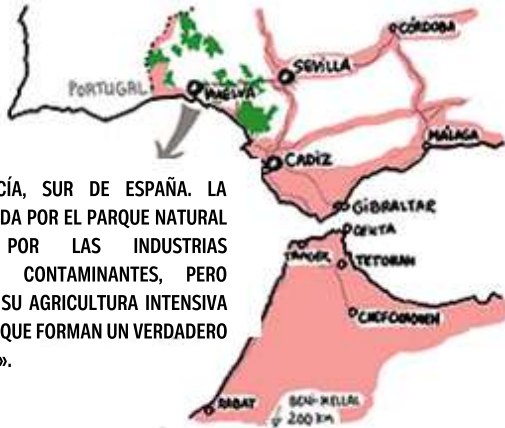 CÓRDOBA
SEVILLA
PORTUGAL
HUELVA
MÁLAGA
CADIZ
GIBRALTAR
CEUTA
TÁNGER
TETOUAN
CHEFCHAOUEN
RABAT
BENI-MELLAL
200 KM
CÍA, SUR DE ESPAÑA. LA
DA POR EL PARQUE NATURAL
POR LAS INDUSTRIAS
CONTAMINANTES, PERO
SU AGRICULTURA INTENSIVA
QUE FORMAN UN VERDADERO
».